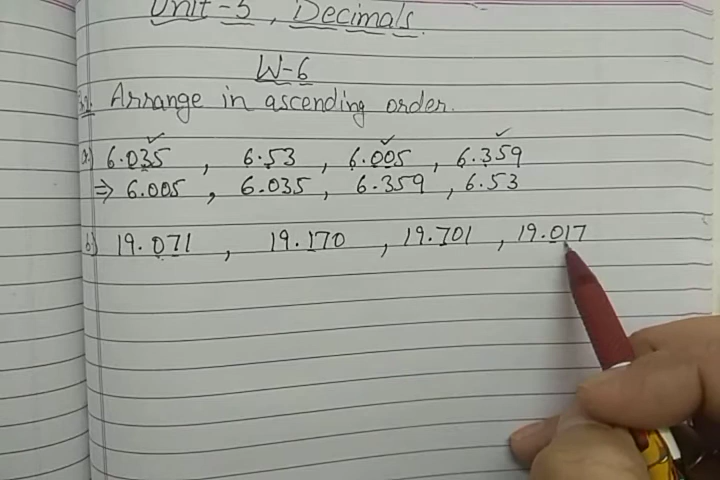 Unit-5, Decimals.
W-6
Arrange in ascending order.
a) 6.035, 6.53, 6.005, 6.359
⇒ 6.005, 6.035, 6.359, 6.53
b) 19.071, 19.170, 19.701, 19.017